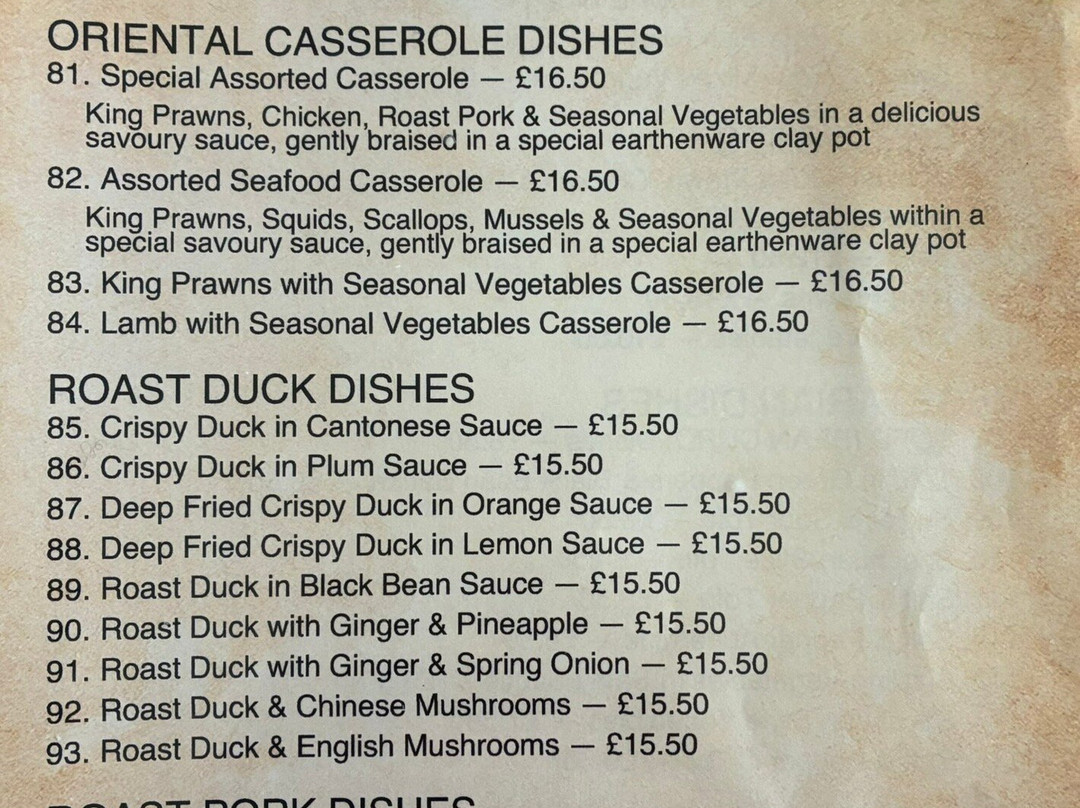 ORIENTAL CASSEROLE DISHES
81. Special Assorted Casserole — £16.50
King Prawns, Chicken, Roast Pork & Seasonal Vegetables in a delicious
savoury sauce, gently braised in a special earthenware clay pot
82. Assorted Seafood Casserole — £16.50
King Prawns, Squids, Scallops, Mussels & Seasonal Vegetables within a
special savoury sauce, gently braised in a special earthenware clay pot
83. King Prawns with Seasonal Vegetables Casserole — £16.50
84. Lamb with Seasonal Vegetables Casserole — £16.50
ROAST DUCK DISHES
85. Crispy Duck in Cantonese Sauce — £15.50
86. Crispy Duck in Plum Sauce — £15.50
87. Deep Fried Crispy Duck in Orange Sauce — £15.50
88. Deep Fried Crispy Duck in Lemon Sauce — £15.50
89. Roast Duck in Black Bean Sauce — £15.50
90. Roast Duck with Ginger & Pineapple — £15.50
91. Roast Duck with Ginger & Spring Onion — £15.50
92. Roast Duck & Chinese Mushrooms — £15.50
93. Roast Duck & English Mushrooms — £15.50
ROAST PORK DISHES